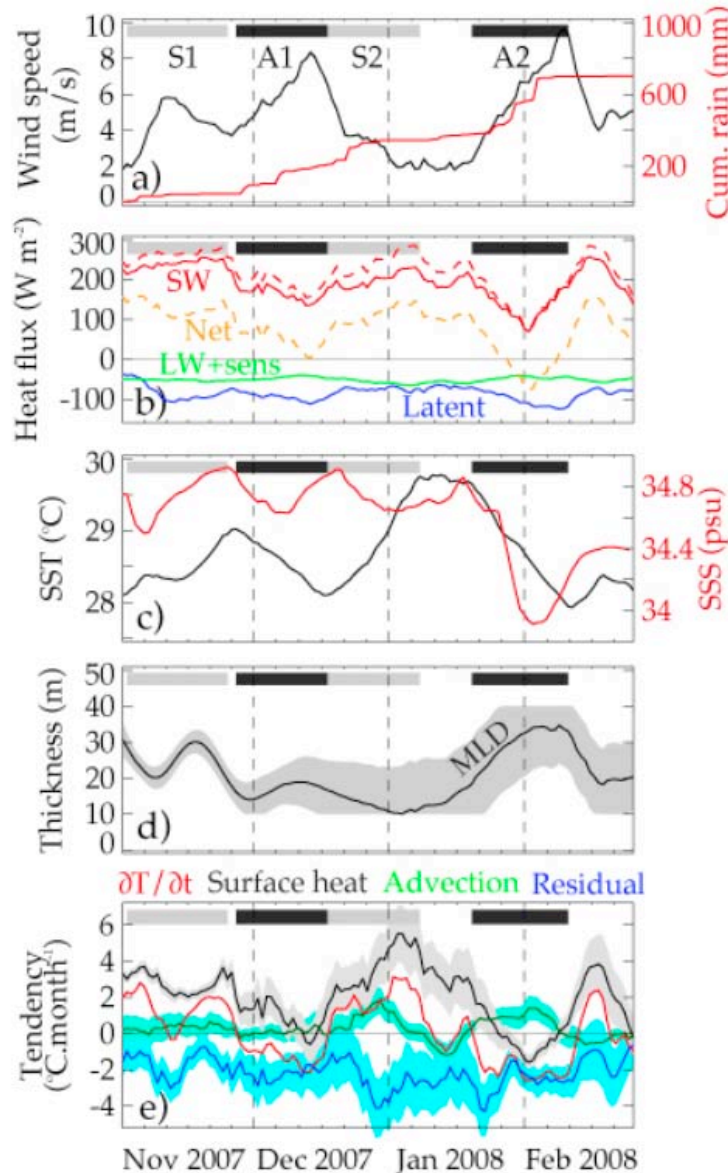 S1 A1 S2 A2
Wind speed
(m/s)
10
8
6
4
2
0
1000
600
200
Cum. rain (mm)
a)
Heat flux (W m⁻²)
300
200
100
0
-100
SW
Net
LW+sens
Latent
b)
SST (°C)
30
29
28
34.8
34.4
34
SSS (psu)
c)
Thickness (m)
50
40
30
20
10
0
MLD
d)
∂T/∂t Surface heat Advection Residual
Tendency
(°C.month⁻¹)
6
4
2
0
-2
-4
e)
Nov 2007 Dec 2007 Jan 2008 Feb 2008